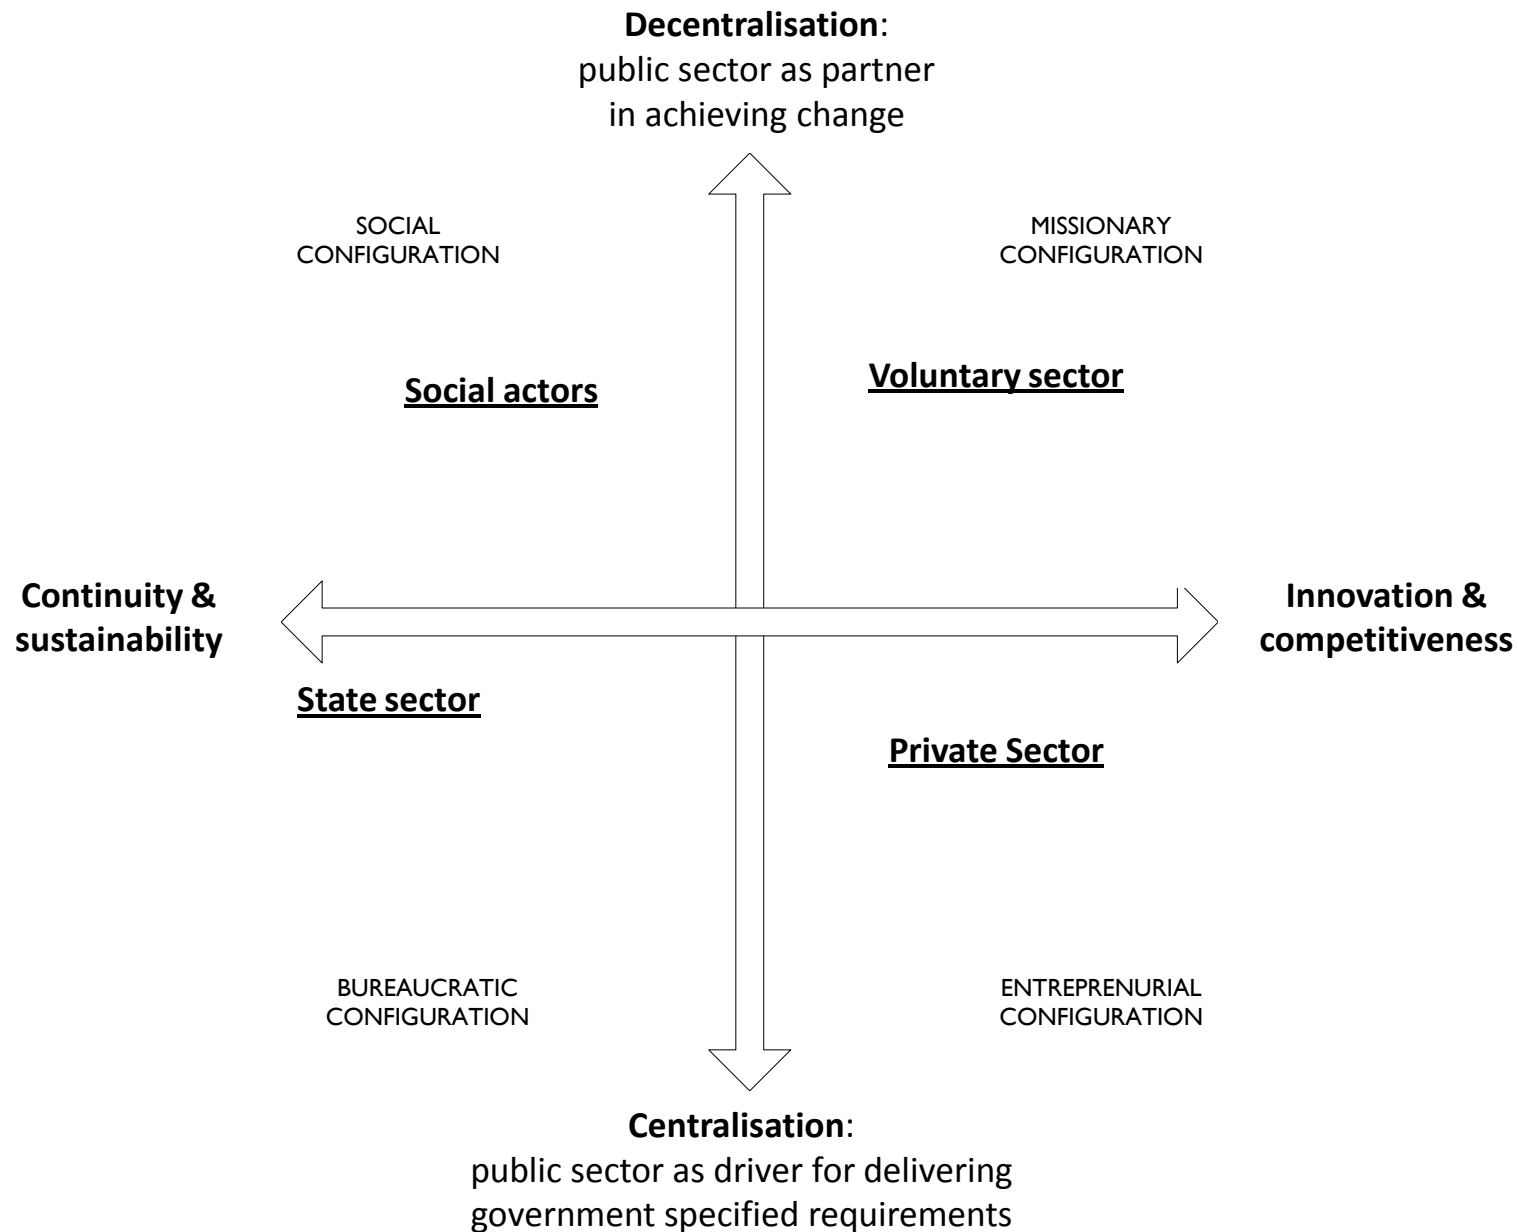 Decentralisation:
public sector as partner
in achieving change
SOCIAL
CONFIGURATION
MISSIONARY
CONFIGURATION
Social actors
Voluntary sector
Continuity &
sustainability
Innovation &
competitiveness
State sector
Private Sector
BUREAUCRATIC
CONFIGURATION
ENTREPRENURIAL
CONFIGURATION
Centralisation:
public sector as driver for delivering
government specified requirements